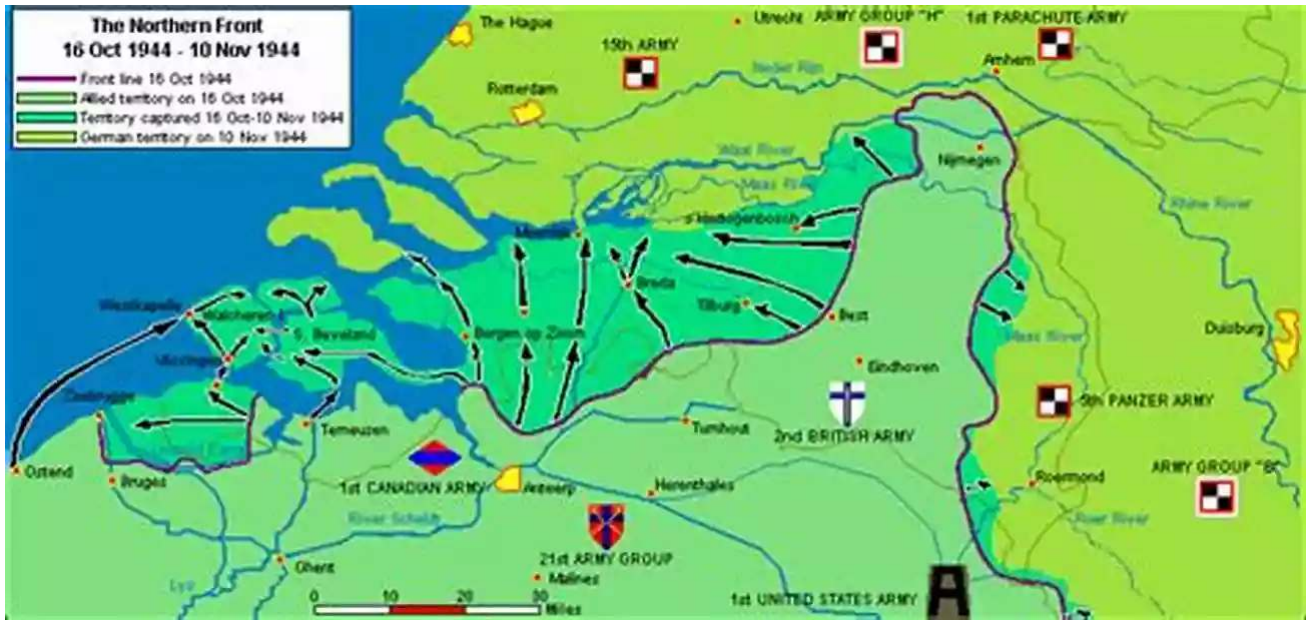 The Northern Front
16 Oct 1944 - 10 Nov 1944
Front line 16 Oct 1944
Allied territory on 16 Oct 1944
Territory captured 16 Oct-10 Nov 1944
German territory on 10 Nov 1944
The Hague
Utrecht
ARMY GROUP "H"
1st PARACHUTE ARMY
15th ARMY
Arnhem
Neder Rijn
Rotterdam
Waal River
Nijmegen
Maas River
Rhine River
s'Hertogenbosch
Moerdijk
Breda
Westkapelle
Walcheren
Tilburg
Best
S. Beveland
Bergen op Zoom
Maas River
Duisburg
Vlissingen
Eindhoven
Zeebrugge
5th PANZER ARMY
Terneuzen
Turnhout
2nd BRITISH ARMY
Ostend
Bruges
1st CANADIAN ARMY
Antwerp
Herenthales
Roermond
ARMY GROUP "B"
River Scheldt
Roer River
21st ARMY GROUP
Ghent
Malines
Lys
1st UNITED STATES ARMY
0 10 20 30
Miles